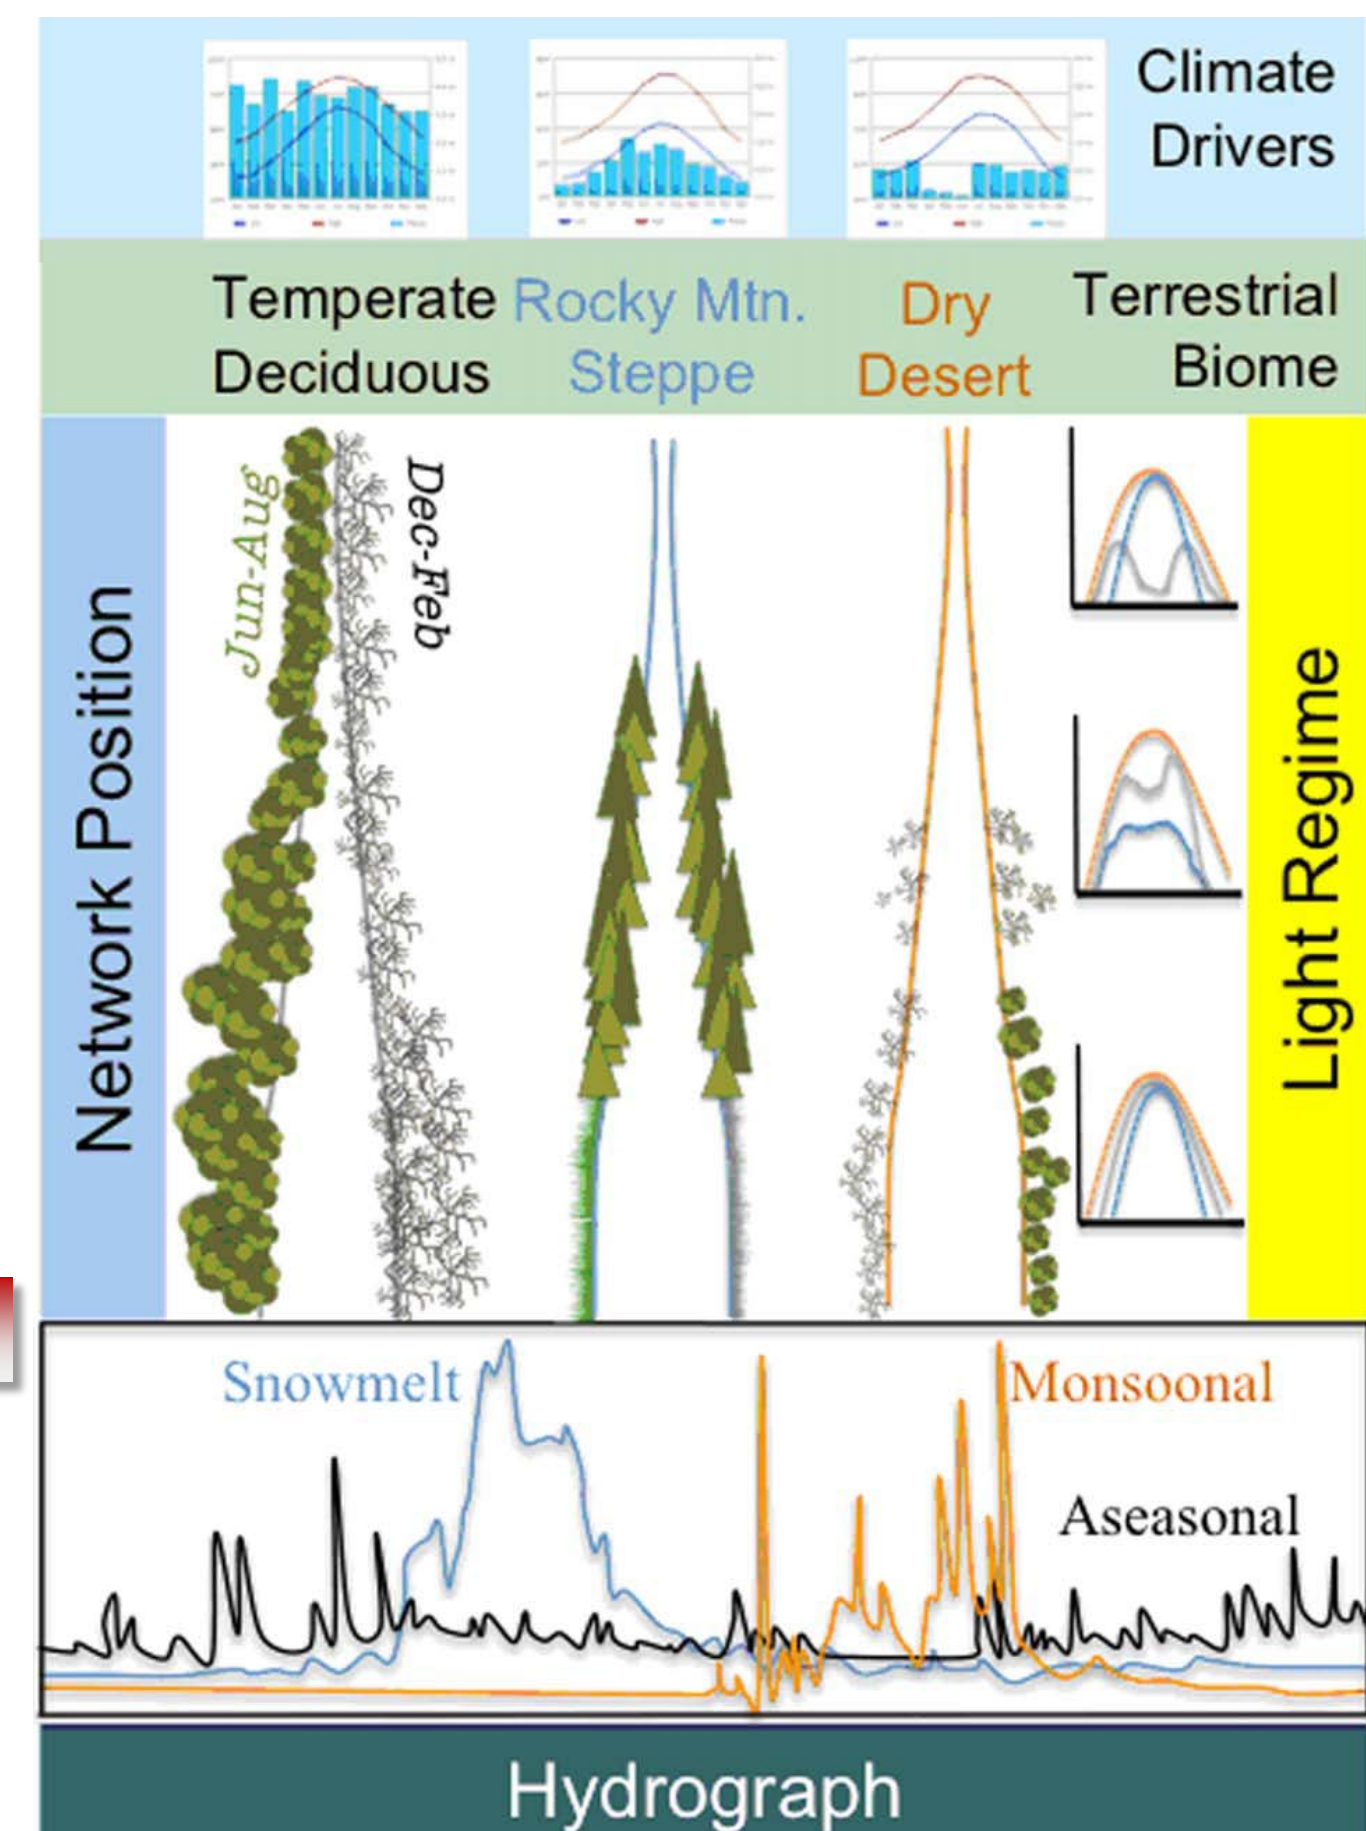 Climate
Drivers
Temperate
Deciduous
Rocky Mtn.
Steppe
Dry
Desert
Terrestrial
Biome
Network Position
Jun-Aug
Dec-Feb
Light Regime
Snowmelt
Monsoonal
Aseasonal
Hydrograph